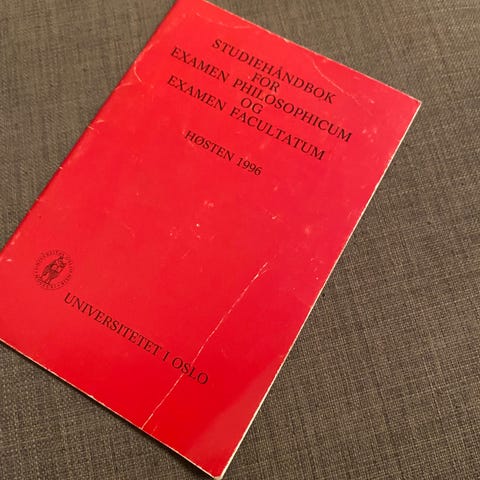 STUDIEHÅNDBOK
FOR
EXAMEN PHILOSOPHICUM
OG
EXAMEN FACULTATUM
HØSTEN 1996
UNIVERSITETET I OSLO